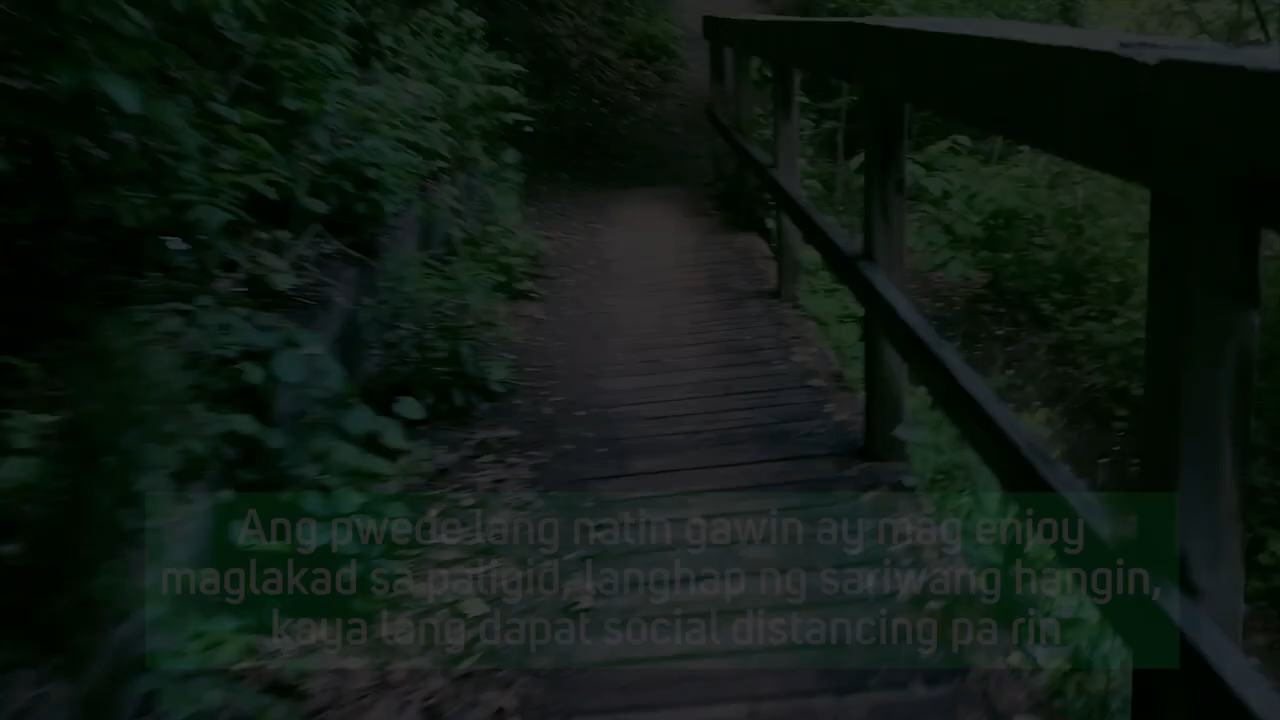 Ang pwede lang natin gawin ay mag enjoy
maglakad sa paligid, langhap ng sariwang hangin,
kaya lang dapat social distancing pa rin